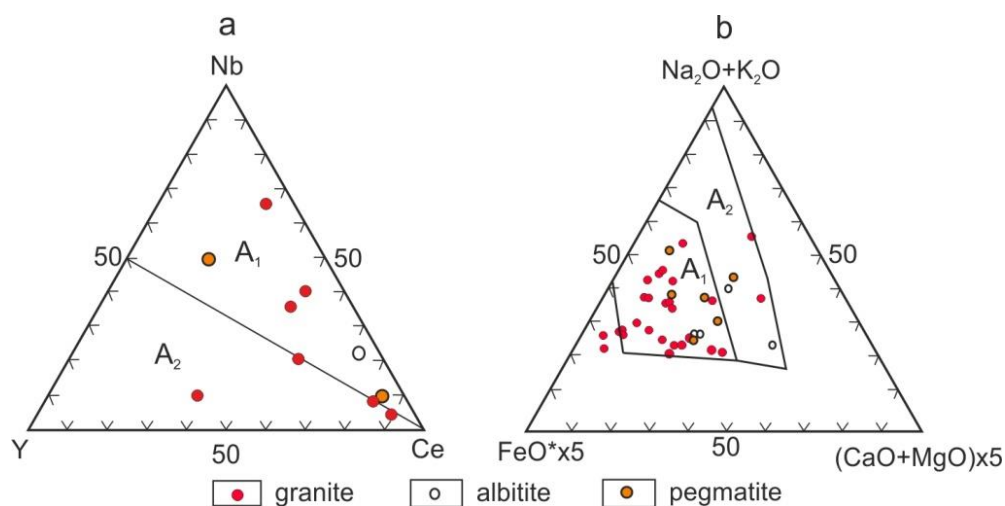 a
Nb
50
50
A₁
A₂
Y
50
Ce
b
Na₂O+K₂O
A₂
50
50
A₁
FeO*x5
50
(CaO+MgO)x5
granite
albitite
pegmatite